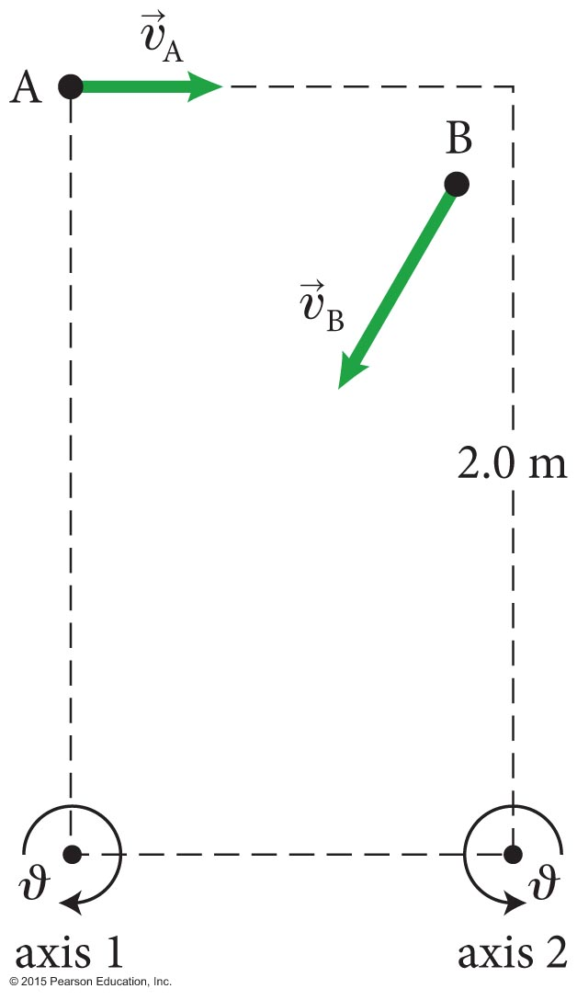 v⃗A
A
B
v⃗B
2.0 m
ϑ ϑ
axis 1 axis 2
© 2015 Pearson Education, Inc.